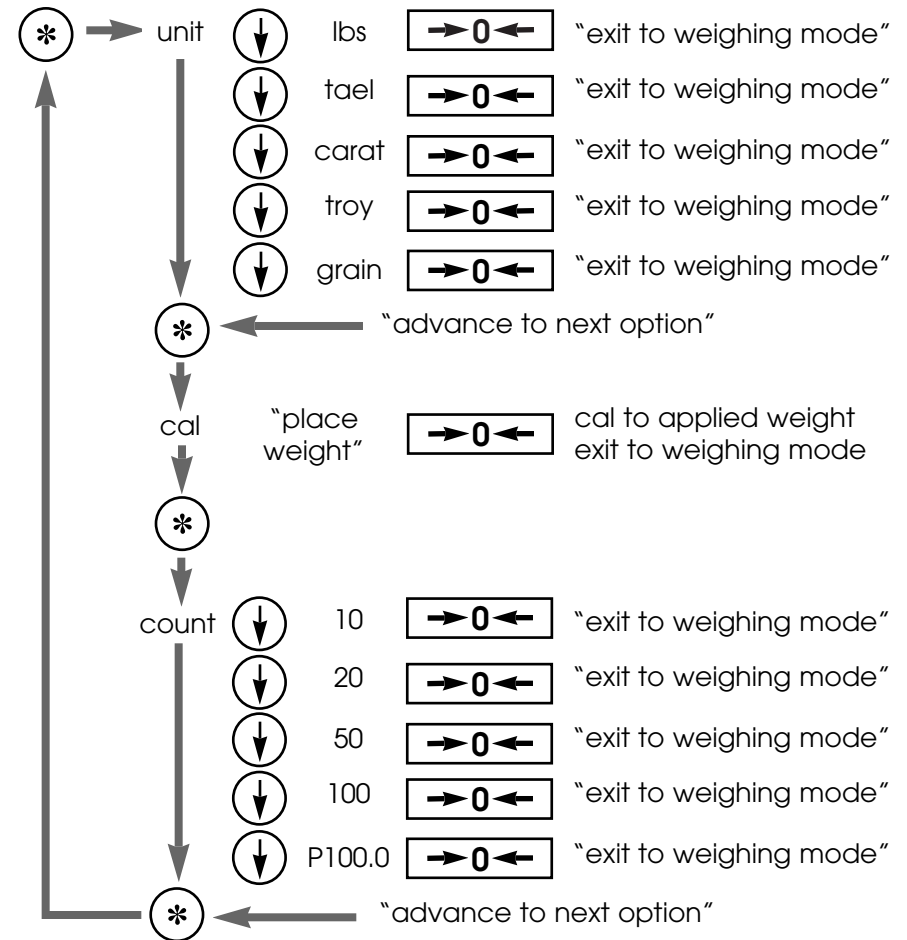 * unit lbs 0 “exit to weighing mode”
tael 0 “exit to weighing mode”
carat 0 “exit to weighing mode”
troy 0 “exit to weighing mode”
grain 0 “exit to weighing mode”
* “advance to next option”
cal “place weight” 0 cal to applied weight
exit to weighing mode
*
count 10 0 “exit to weighing mode”
20 0 “exit to weighing mode”
50 0 “exit to weighing mode”
100 0 “exit to weighing mode”
P100.0 0 “exit to weighing mode”
* “advance to next option”